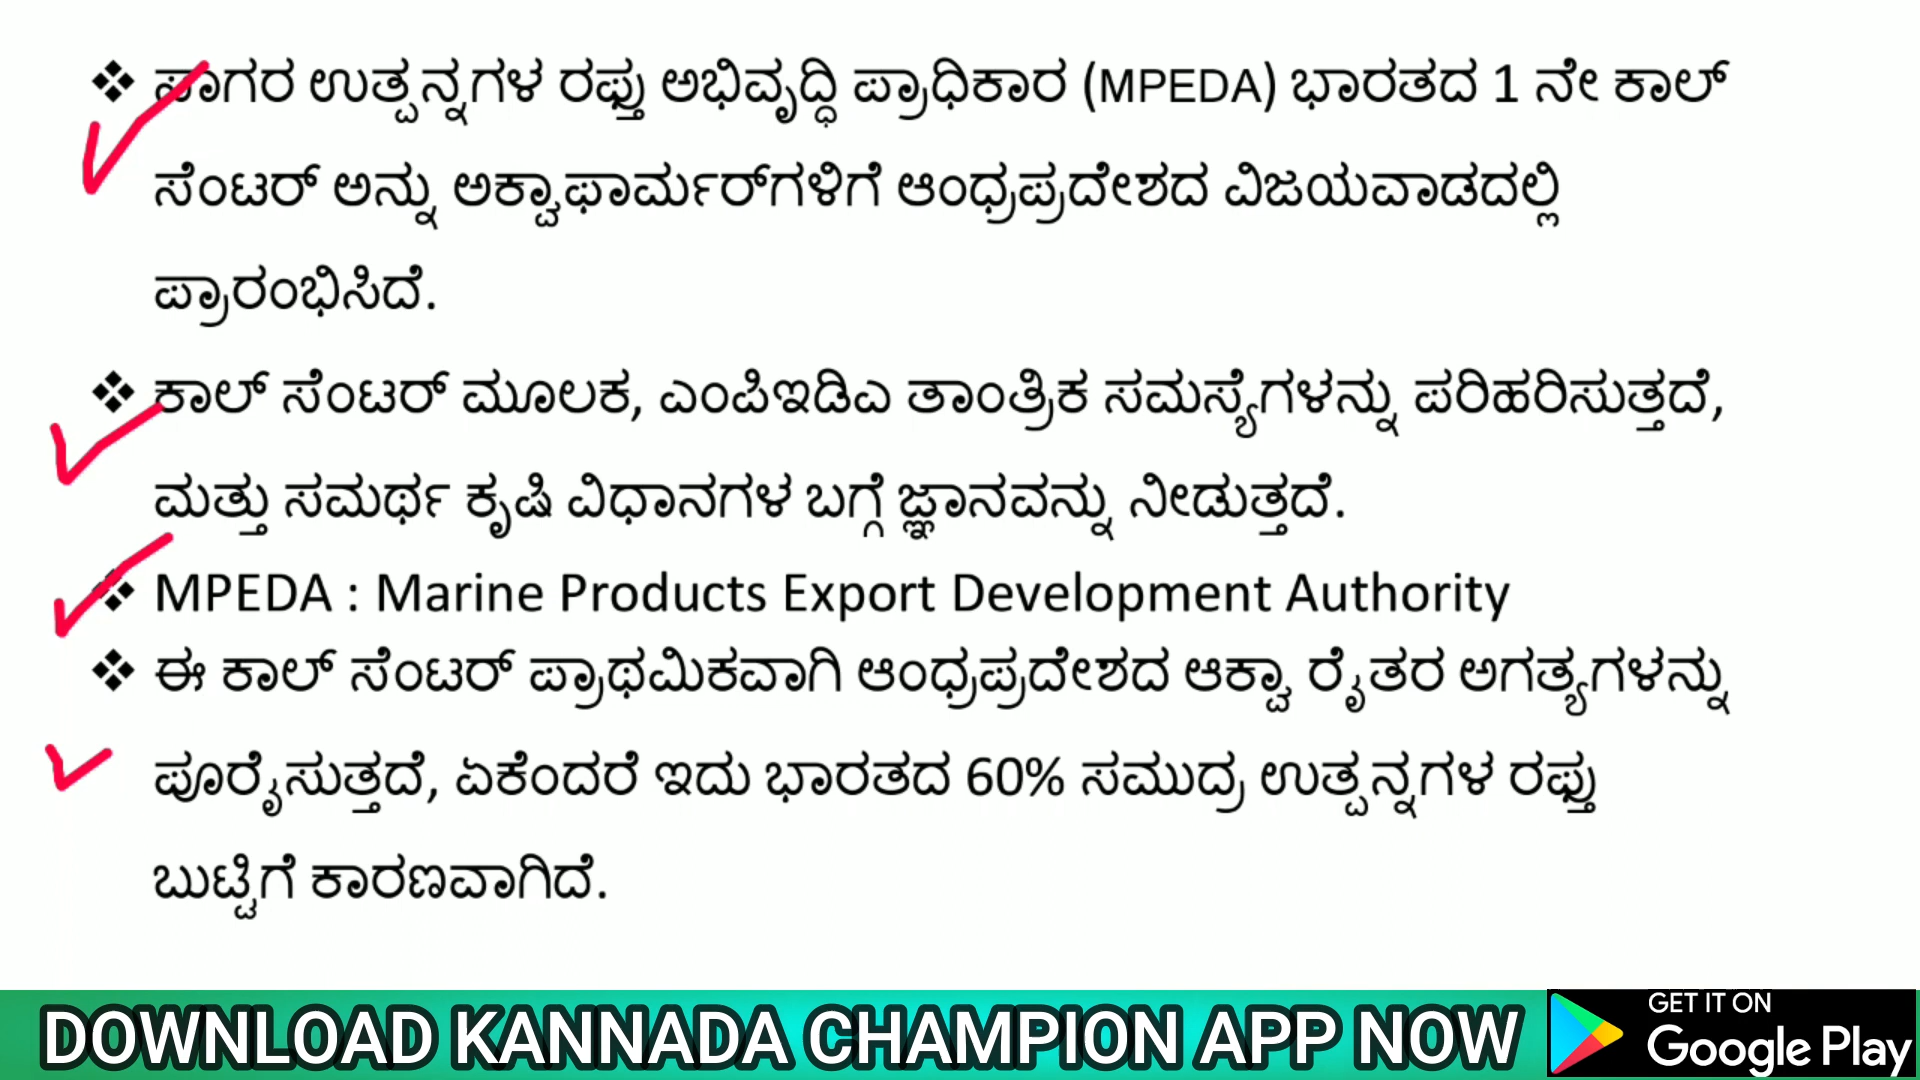 ❖ ಸಾಗರ ಉತ್ಪನ್ನಗಳ ರಫ್ತು ಅಭಿವೃದ್ಧಿ ಪ್ರಾಧಿಕಾರ (MPEDA) ಭಾರತದ 1 ನೇ ಕಾಲ್
ಸೆಂಟರ್ ಅನ್ನು ಅಕ್ವಾಫಾರ್ಮರ್‌ಗಳಿಗೆ ಆಂಧ್ರಪ್ರದೇಶದ ವಿಜಯವಾಡದಲ್ಲಿ
ಪ್ರಾರಂಭಿಸಿದೆ.
❖ ಕಾಲ್ ಸೆಂಟರ್ ಮೂಲಕ, ಎಂಪಿಇಡಿಎ ತಾಂತ್ರಿಕ ಸಮಸ್ಯೆಗಳನ್ನು ಪರಿಹರಿಸುತ್ತದೆ,
ಮತ್ತು ಸಮರ್ಥ ಕೃಷಿ ವಿಧಾನಗಳ ಬಗ್ಗೆ ಜ್ಞಾನವನ್ನು ನೀಡುತ್ತದೆ.
❖ MPEDA : Marine Products Export Development Authority
❖ ಈ ಕಾಲ್ ಸೆಂಟರ್ ಪ್ರಾಥಮಿಕವಾಗಿ ಆಂಧ್ರಪ್ರದೇಶದ ಆಕ್ವಾ ರೈತರ ಅಗತ್ಯಗಳನ್ನು
ಪೂರೈಸುತ್ತದೆ, ಏಕೆಂದರೆ ಇದು ಭಾರತದ 60% ಸಮುದ್ರ ಉತ್ಪನ್ನಗಳ ರಫ್ತು
ಬುಟ್ಟಿಗೆ ಕಾರಣವಾಗಿದೆ.
DOWNLOAD KANNADA CHAMPION APP NOW
GET IT ON
Google Play